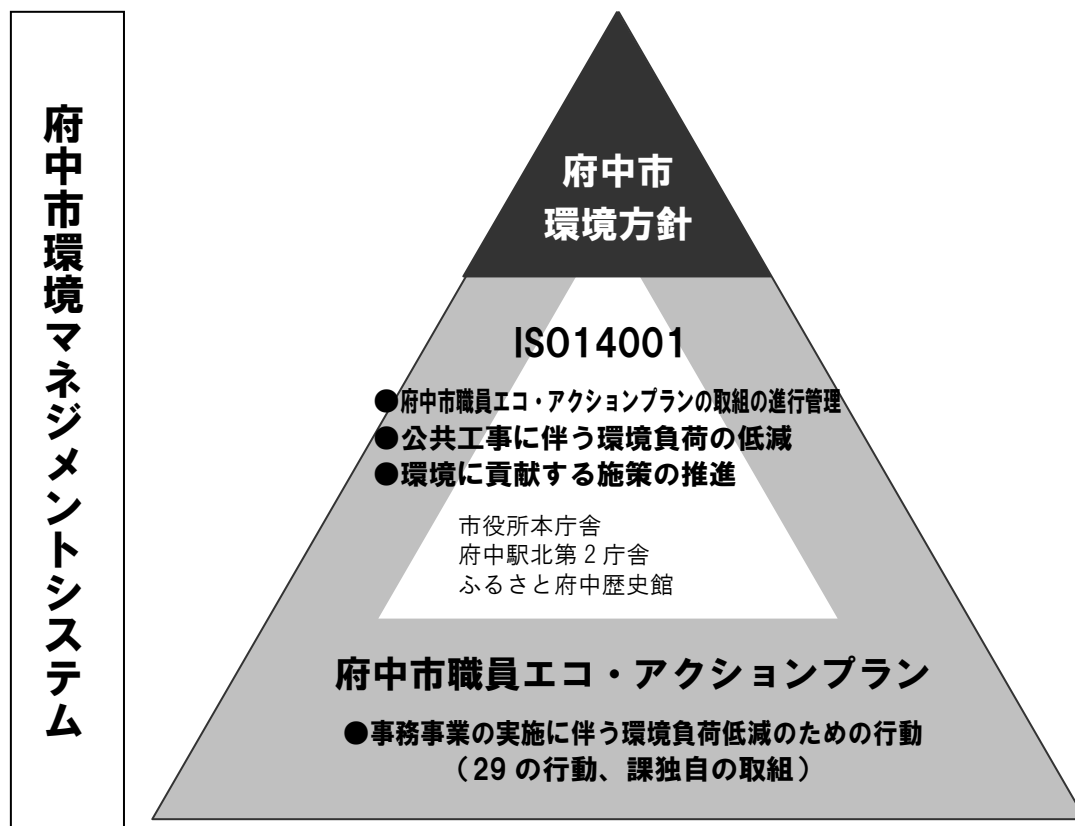 府中市環境マネジメントシステム
府中市
環境方針
ISO14001
●府中市職員エコ・アクションプランの取組の進行管理
●公共工事に伴う環境負荷の低減
●環境に貢献する施策の推進
市役所本庁舎
府中駅北第2庁舎
ふるさと府中歴史館
府中市職員エコ・アクションプラン
●事務事業の実施に伴う環境負荷低減のための行動
（29 の行動、課独自の取組）